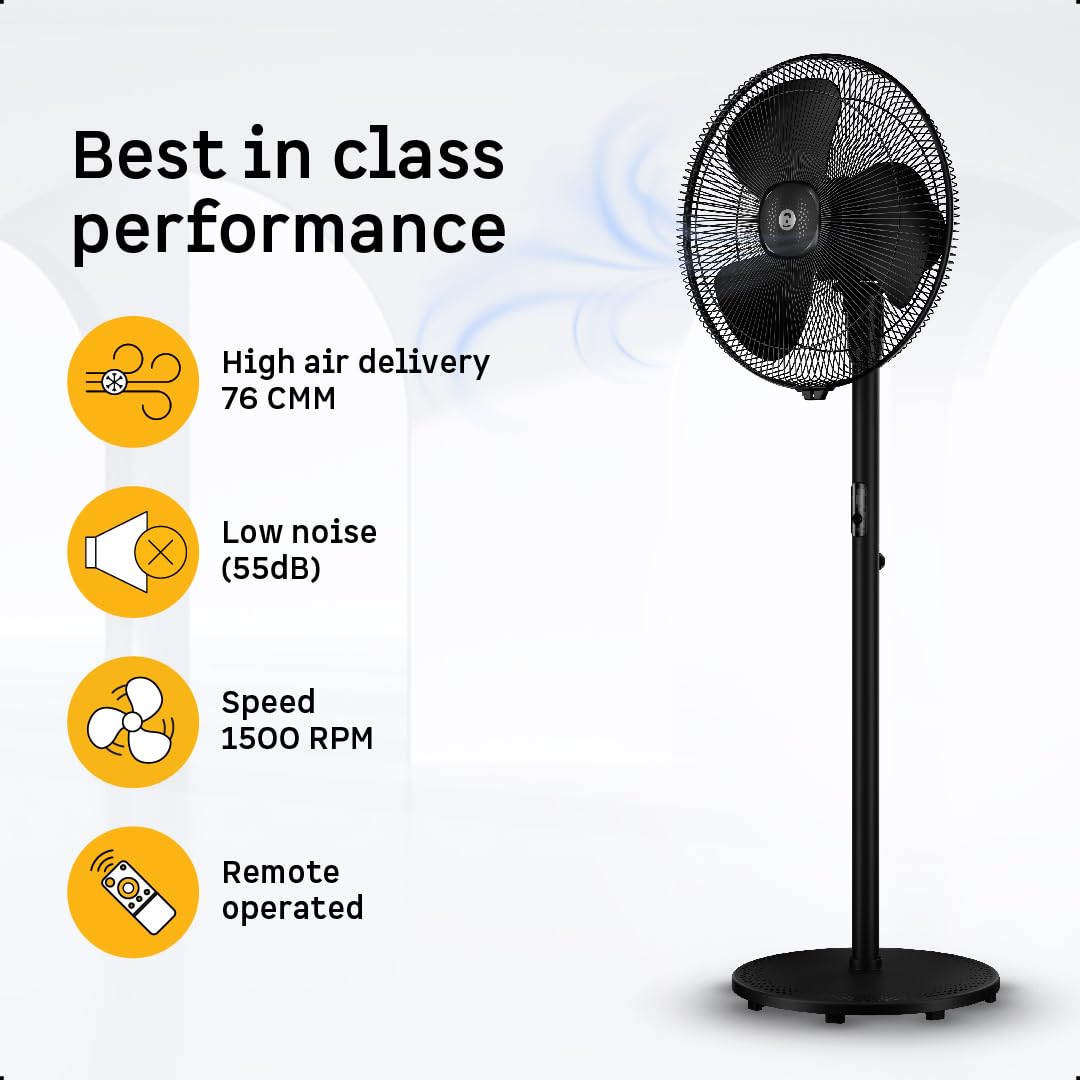 Best in class
performance
High air delivery
76 CMM
Low noise
(55dB)
Speed
1500 RPM
Remote
operated